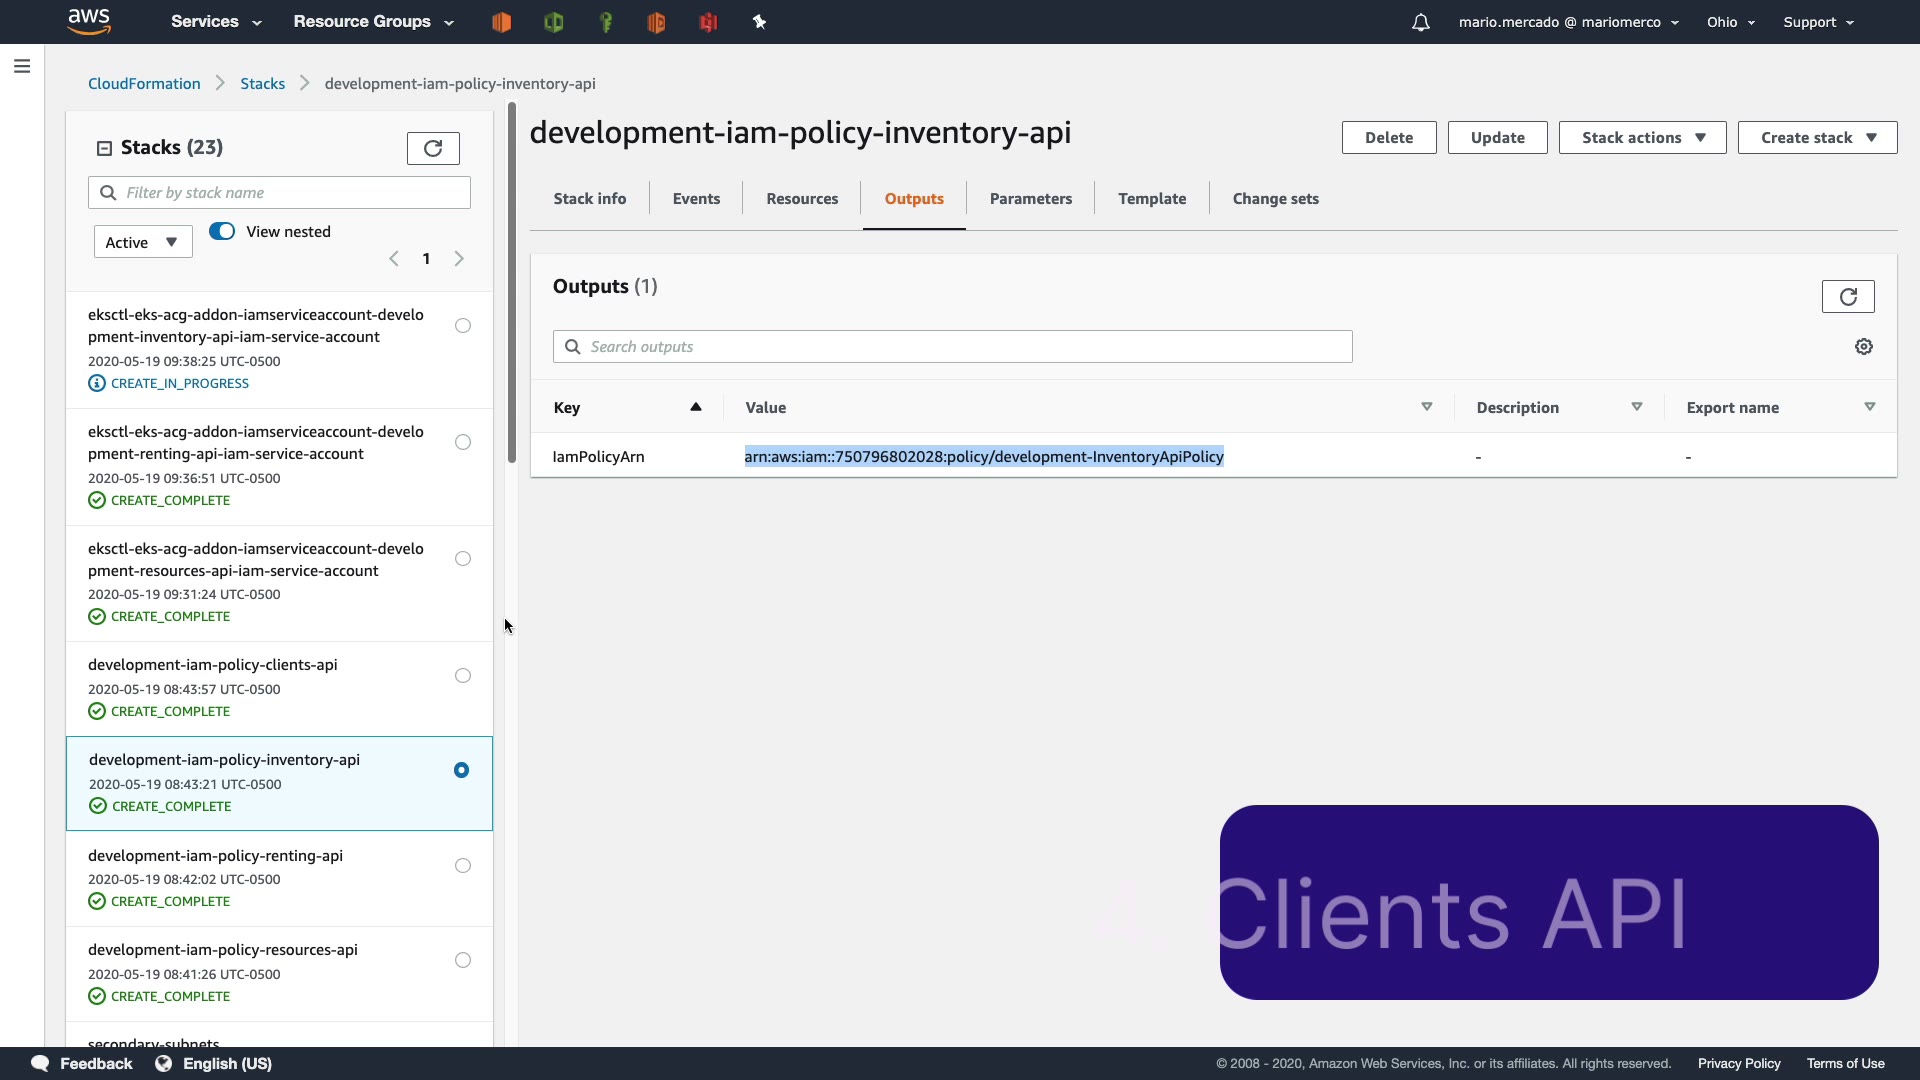 aws
Services
Resource Groups
mario.mercado @ mariomerco
Ohio
Support
CloudFormation
Stacks
development-iam-policy-inventory-api
Stacks (23)
Filter by stack name
Active
View nested
1
eksctl-eks-acg-addon-iamserviceaccount-develo
pment-inventory-api-iam-service-account
2020-05-19 09:38:25 UTC-0500
CREATE_IN_PROGRESS
eksctl-eks-acg-addon-iamserviceaccount-develo
pment-renting-api-iam-service-account
2020-05-19 09:36:51 UTC-0500
CREATE_COMPLETE
eksctl-eks-acg-addon-iamserviceaccount-develo
pment-resources-api-iam-service-account
2020-05-19 09:31:24 UTC-0500
CREATE_COMPLETE
development-iam-policy-clients-api
2020-05-19 08:43:57 UTC-0500
CREATE_COMPLETE
development-iam-policy-inventory-api
2020-05-19 08:43:21 UTC-0500
CREATE_COMPLETE
development-iam-policy-renting-api
2020-05-19 08:42:02 UTC-0500
CREATE_COMPLETE
development-iam-policy-resources-api
2020-05-19 08:41:26 UTC-0500
CREATE_COMPLETE
secondary-subnets
development-iam-policy-inventory-api
Delete
Update
Stack actions
Create stack
Stack info
Events
Resources
Outputs
Parameters
Template
Change sets
Outputs (1)
Search outputs
Key
Value
Description
Export name
IamPolicyArn
arn:aws:iam::750796802028:policy/development-InventoryApiPolicy
-
-
4. Clients API
Feedback
English (US)
© 2008 - 2020, Amazon Web Services, Inc. or its affiliates. All rights reserved.
Privacy Policy
Terms of Use